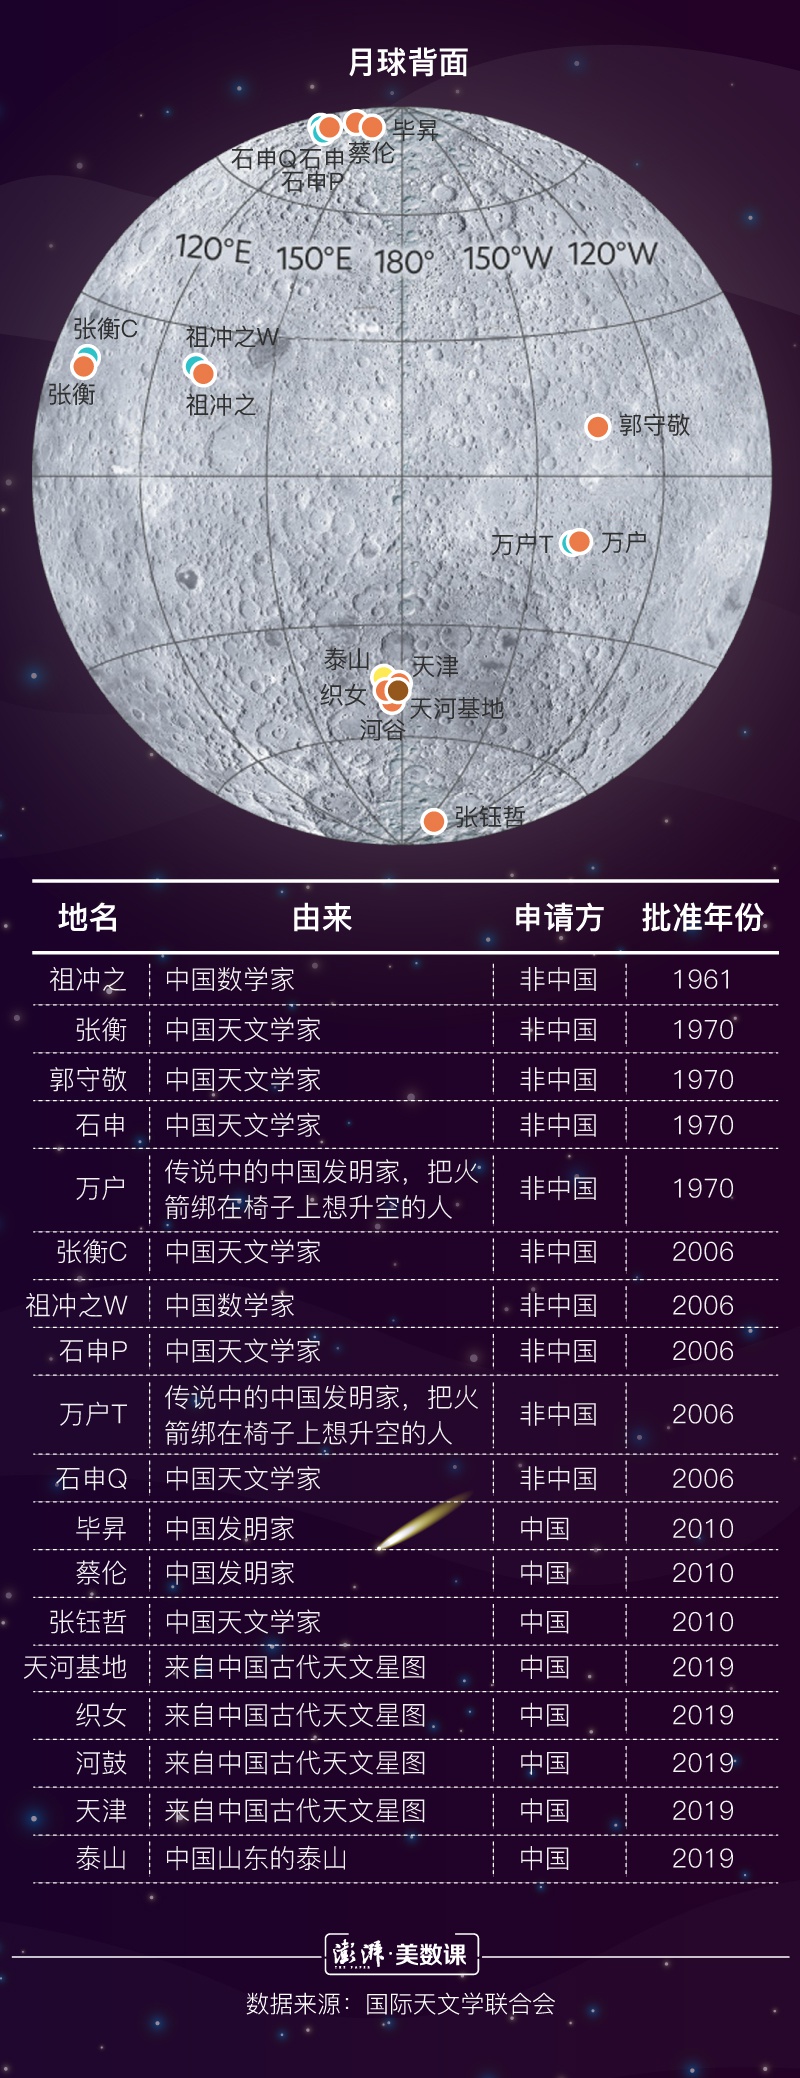 月球背面
毕昇
石申Q 石申 蔡伦
石申P
120°E 150°E 180° 150°W 120°W
张衡C
祖冲之W
张衡
祖冲之
郭守敬
万户T 万户
泰山 天津
织女 天河基地
河谷
张钰哲
地名 由来 申请方 批准年份
祖冲之 中国数学家 非中国 1961
张衡 中国天文学家 非中国 1970
郭守敬 中国天文学家 非中国 1970
石申 中国天文学家 非中国 1970
万户 传说中的中国发明家，把火
箭绑在椅子上想升空的人 非中国 1970
张衡C 中国天文学家 非中国 2006
祖冲之W 中国数学家 非中国 2006
石申P 中国天文学家 非中国 2006
万户T 传说中的中国发明家，把火
箭绑在椅子上想升空的人 非中国 2006
石申Q 中国天文学家 非中国 2006
毕昇 中国发明家 中国 2010
蔡伦 中国发明家 中国 2010
张钰哲 中国天文学家 中国 2010
天河基地 来自中国古代天文星图 中国 2019
织女 来自中国古代天文星图 中国 2019
河鼓 来自中国古代天文星图 中国 2019
天津 来自中国古代天文星图 中国 2019
泰山 中国山东的泰山 中国 2019
澎湃·美数课
THE PAPER
数据来源：国际天文学联合会